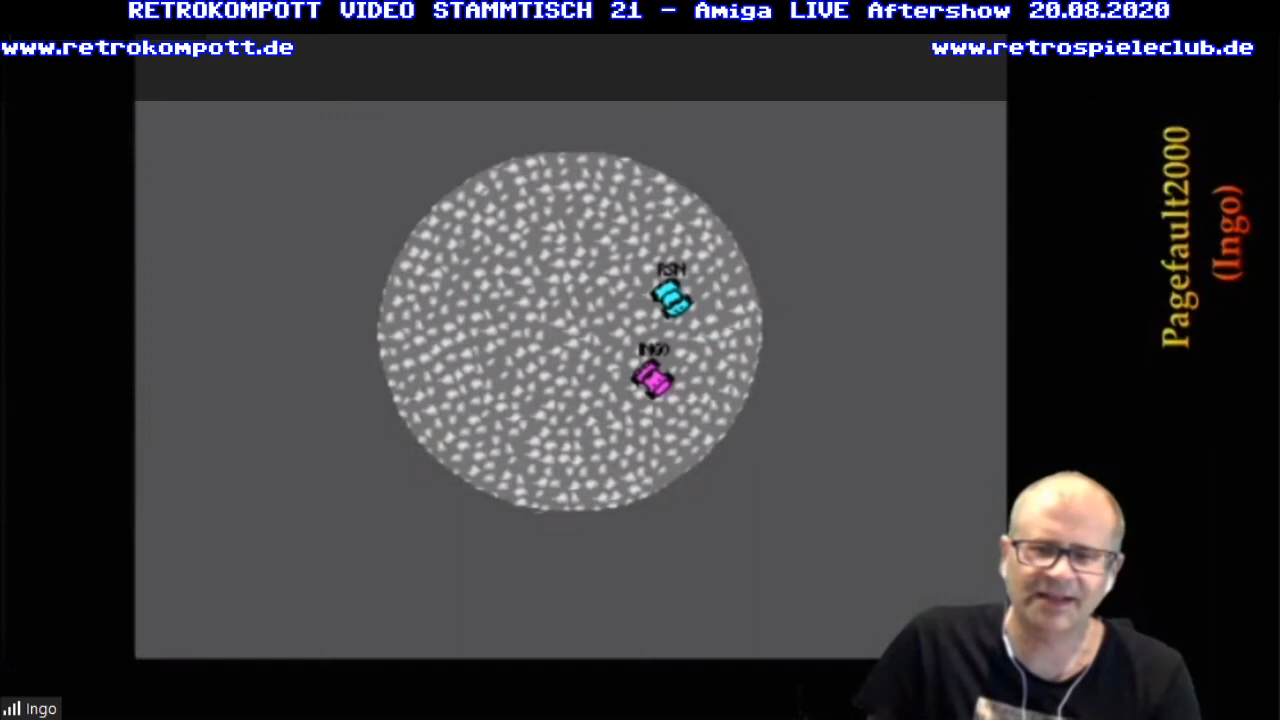 RETROKOMPOTT VIDEO STAMMTISCH 21 - Amiga LIVE Aftershow 20.08.2020
www.retrokompott.de
www.retrospieleclub.de
Pagefault2000
(Ingo)
INGO
Ingo